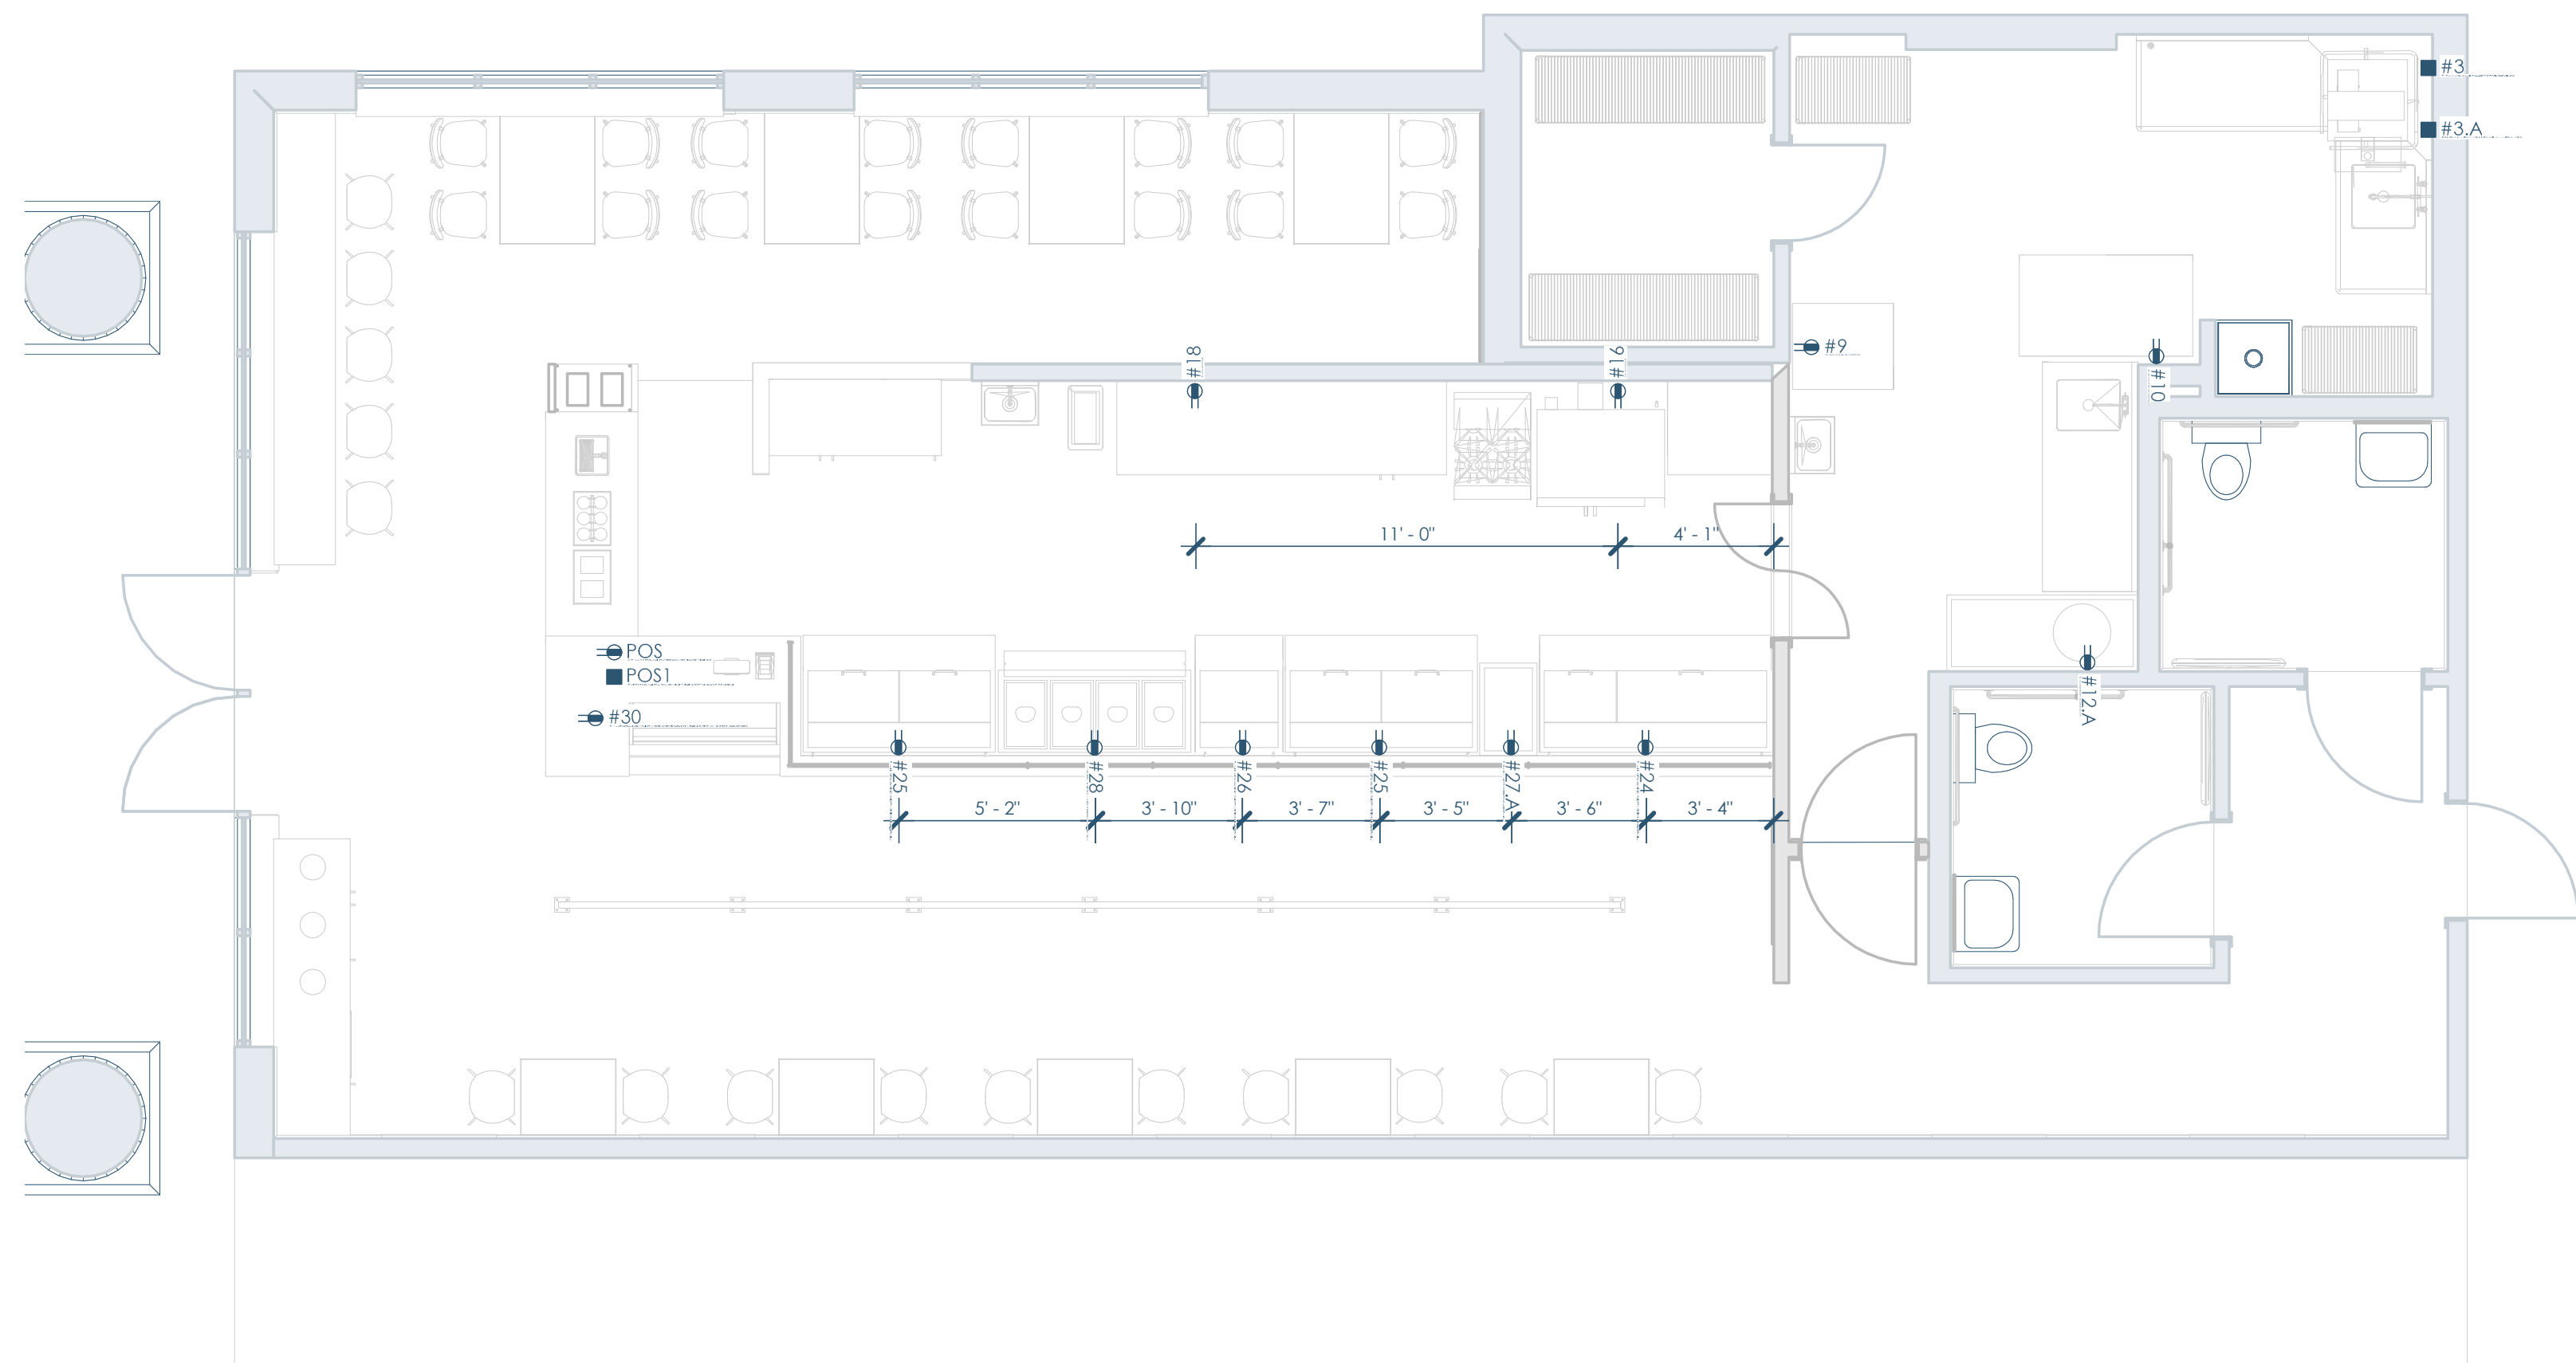 #3
#3.A
#18
#16
#9
#10
11' - 0"
4' - 1"
POS
POS1
#30
#12.A
#25
#28
#26
#25
#27.A
#24
5' - 2"
3' - 10"
3' - 7"
3' - 5"
3' - 6"
3' - 4"